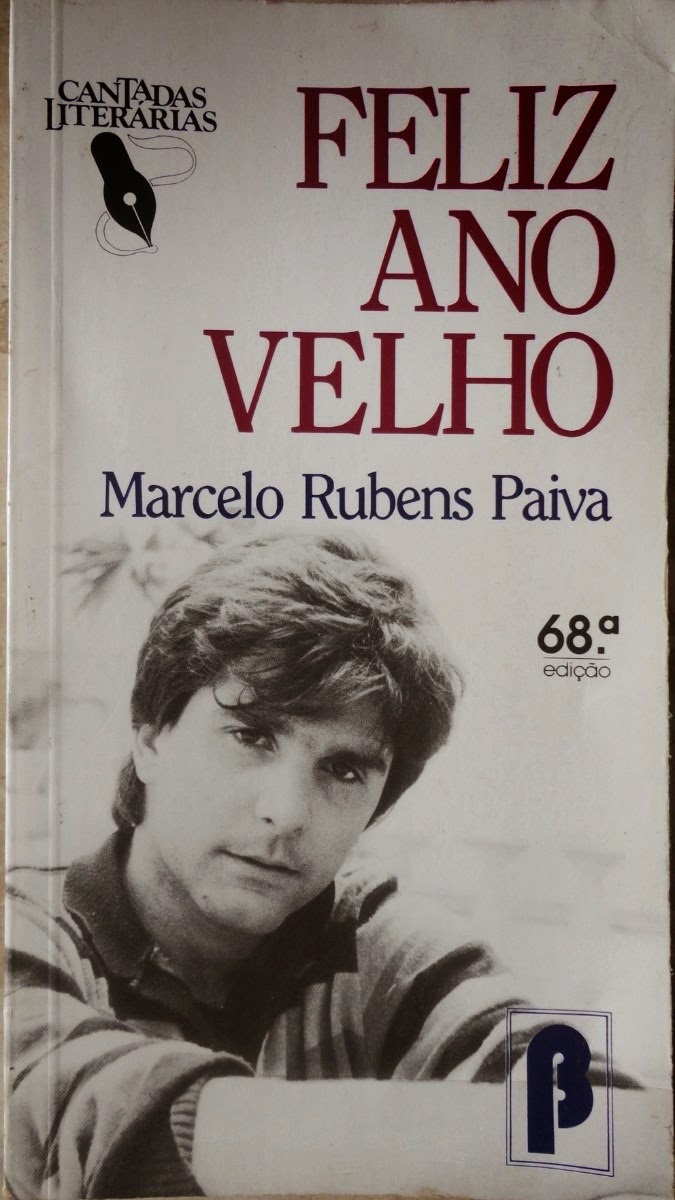 CANTADAS
LITERÁRIAS
FELIZ
ANO
VELHO
Marcelo Rubens Paiva
68.ª
edição
B